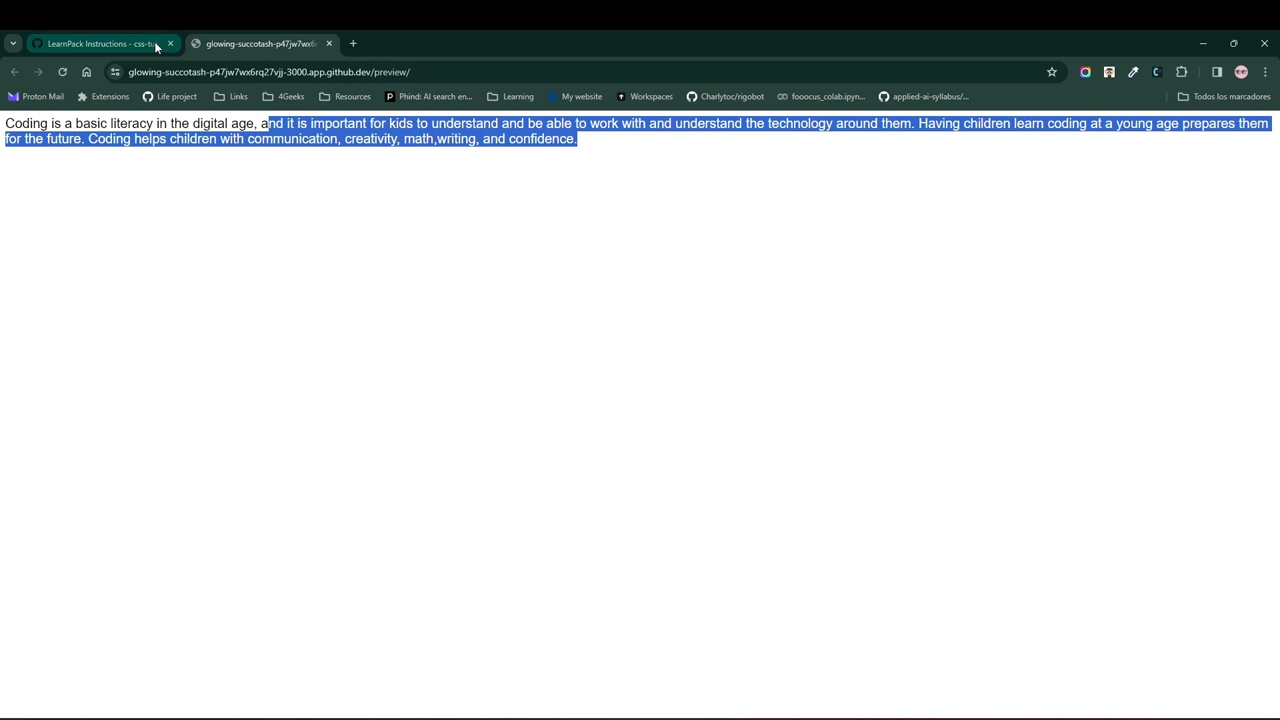 LearnPack Instructions - css-tu
glowing-succotash-p47jw7wx6r
glowing-succotash-p47jw7wx6rq27vjj-3000.app.github.dev/preview/
Proton Mail
Extensions
Life project
Links
4Geeks
Resources
Phind: AI search en...
Learning
My website
Workspaces
Charlytoc/rigobot
fooocus_colab.ipyn...
applied-ai-syllabus/...
Todos los marcadores
Coding is a basic literacy in the digital age, and it is important for kids to understand and be able to work with and understand the technology around them. Having children learn coding at a young age prepares them
for the future. Coding helps children with communication, creativity, math,writing, and confidence.